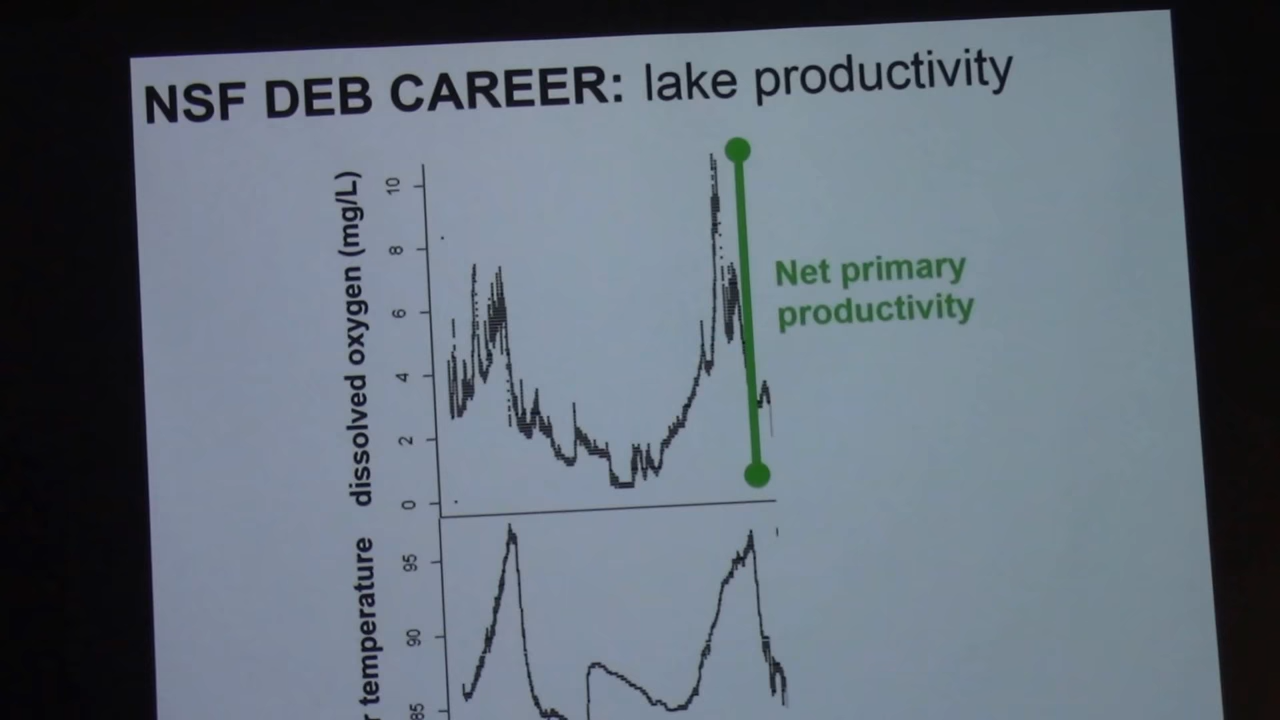 NSF DEB CAREER: lake productivity
dissolved oxygen (mg/L)
10
8
6
4
2
0
Net primary
productivity
temperature
95
90
85